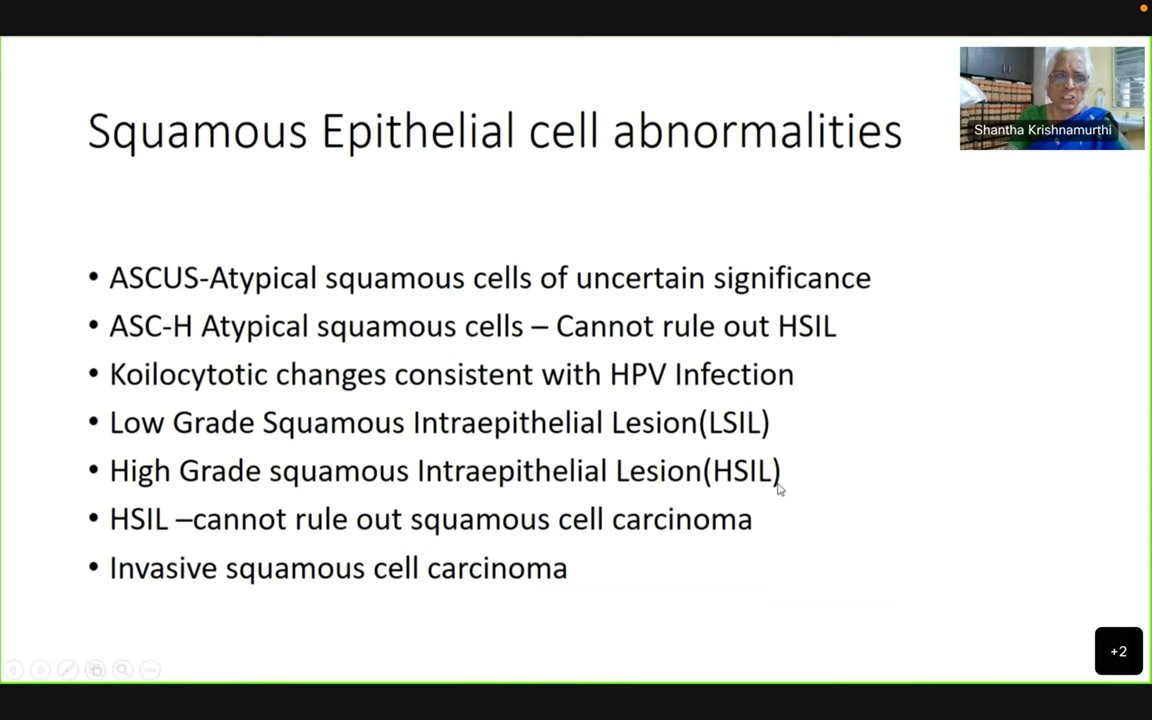 Squamous Epithelial cell abnormalities
Shantha Krishnamurthi
• ASCUS-Atypical squamous cells of uncertain significance
• ASC-H Atypical squamous cells – Cannot rule out HSIL
• Koilocytotic changes consistent with HPV Infection
• Low Grade Squamous Intraepithelial Lesion(LSIL)
• High Grade squamous Intraepithelial Lesion(HSIL)
• HSIL –cannot rule out squamous cell carcinoma
• Invasive squamous cell carcinoma
+2